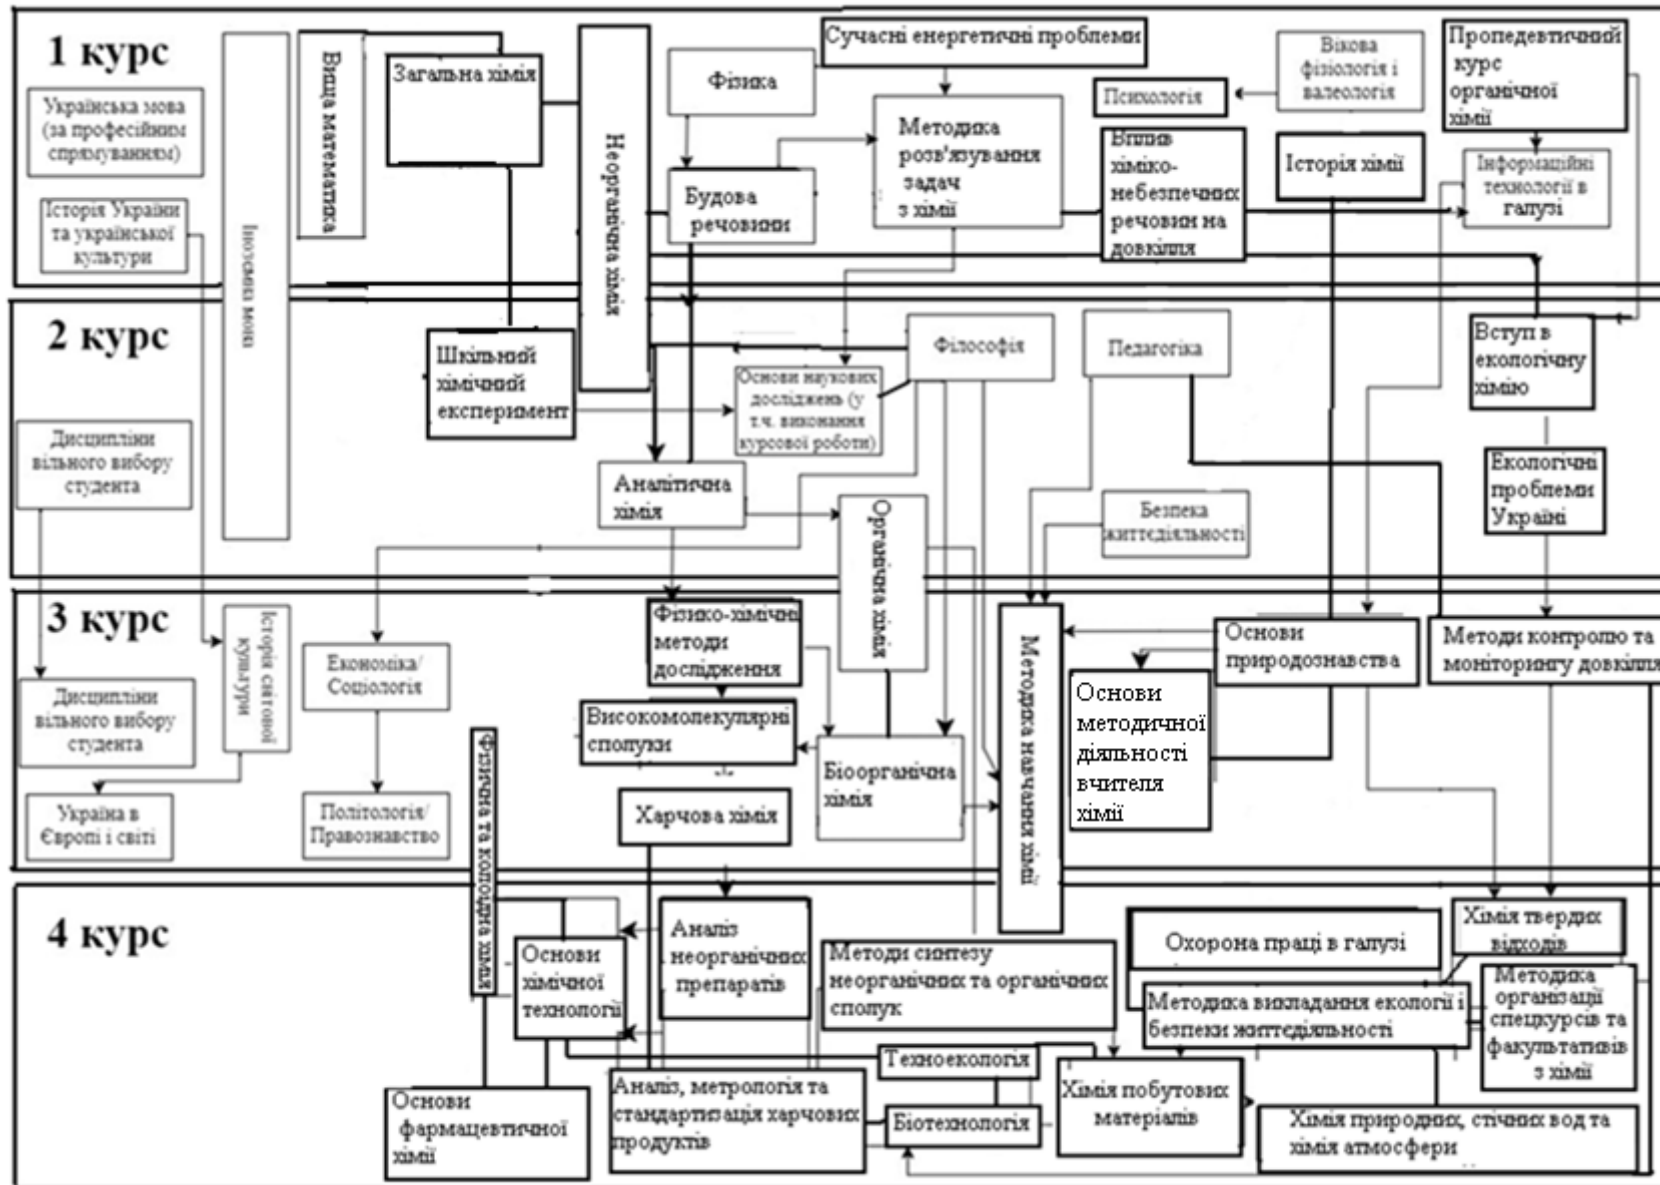 1 курс
Українська мова
(за професійним
спрямуванням)
Історія України
та української
культури
Іноземна мова
Вища математика
Загальна хімія
Неорганічна хімія
Фізика
Будова
речовини
Сучасні енергетичні проблеми
Методика
розв'язування
задач
з хімії
Психологія
Вплив
хіміко-
небезпечних
речовин на
довкілля
Вікова
фізіологія і
валеологія
Історія хімії
Пропедевтичний
курс
органічної
хімії
Інформаційні
технології в
галузі
2 курс
Дисципліни
вільного вибору
студента
Шкільний
хімічний
експеримент
Основи наукових
досліджень (у
т.ч. виконання
курсової роботи)
Філософія
Педагогіка
Вступ в
екологічну
хімію
Аналітична
хімія
Органічна хімія
Безпека
життєдіяльності
Екологічні
проблеми
Україні
3 курс
Дисципліни
вільного вибору
студента
Історія світової
культури
Україна в
Європі і світі
Економіка/
Соціологія
Політологія/
Правознавство
Фізична та колоїдна хімія
Фізико-хімічні
методи
дослідження
Високомолекулярні
сполуки
Харчова хімія
Біоорганічна
хімія
Методика навчання хімії
Основи
природознавства
Основи
методичної
діяльності
вчителя
хімії
Методи контролю та
моніторингу довкілля
4 курс
Основи
хімічної
технології
Основи
фармацевтичної
хімії
Аналіз
неорганічних
препаратів
Аналіз, метрологія та
стандартизація харчових
продуктів
Методи синтезу
неорганічних та органічних
сполук
Техноекологія
Біотехнологія
Хімія побутових
матеріалів
Охорона праці в галузі
Методика викладання екології і
безпеки життєдіяльності
Хімія твердих
відходів
Методика
організації
спецкурсів та
факультативів
з хімії
Хімія природних, стічних вод та
хімія атмосфери